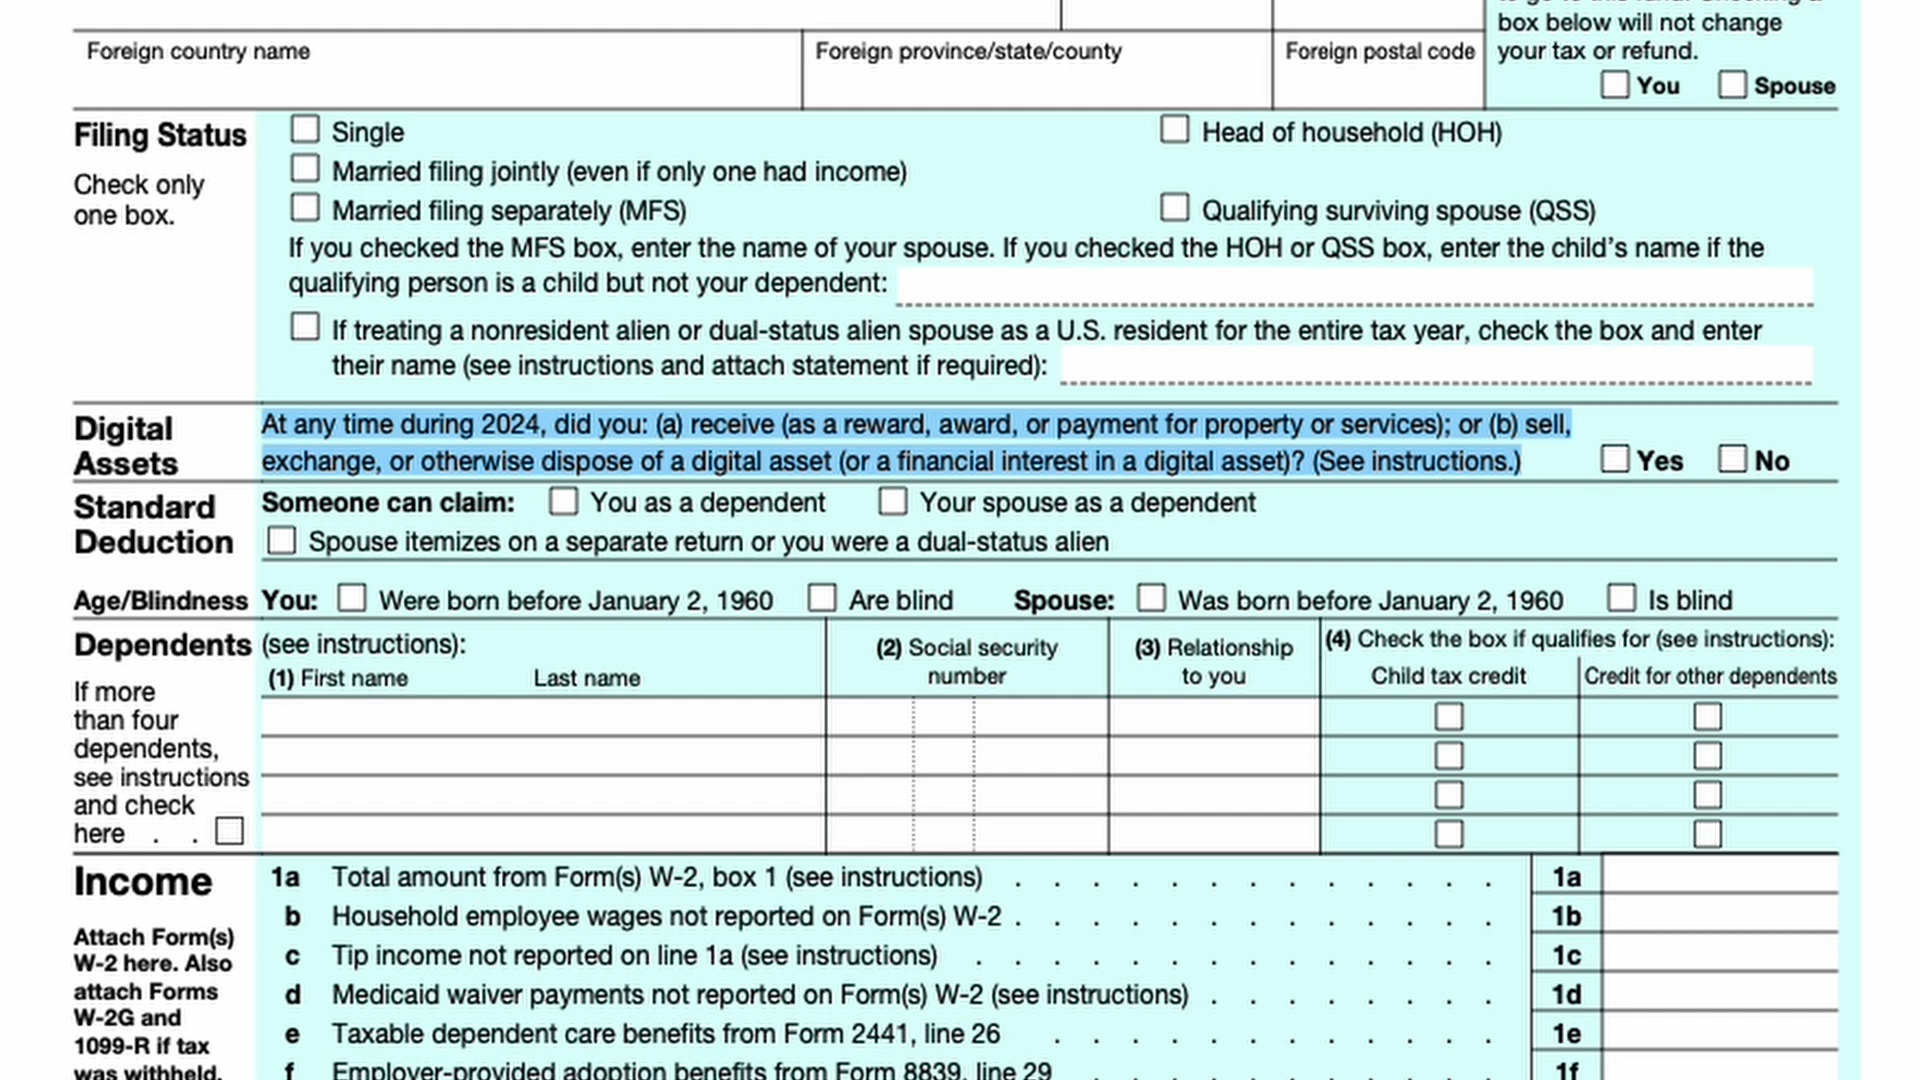 box below will not change
your tax or refund.
You Spouse
Foreign country name Foreign province/state/county Foreign postal code
Filing Status
Check only
one box.
Single Head of household (HOH)
Married filing jointly (even if only one had income)
Married filing separately (MFS) Qualifying surviving spouse (QSS)
If you checked the MFS box, enter the name of your spouse. If you checked the HOH or QSS box, enter the child’s name if the
qualifying person is a child but not your dependent:
If treating a nonresident alien or dual-status alien spouse as a U.S. resident for the entire tax year, check the box and enter
their name (see instructions and attach statement if required):
Digital
Assets
At any time during 2024, did you: (a) receive (as a reward, award, or payment for property or services); or (b) sell,
exchange, or otherwise dispose of a digital asset (or a financial interest in a digital asset)? (See instructions.) Yes No
Standard
Deduction
Someone can claim: You as a dependent Your spouse as a dependent
Spouse itemizes on a separate return or you were a dual-status alien
Age/Blindness You: Were born before January 2, 1960 Are blind Spouse: Was born before January 2, 1960 Is blind
Dependents (see instructions):
(1) First name Last name
(2) Social security
number
(3) Relationship
to you
(4) Check the box if qualifies for (see instructions):
Child tax credit Credit for other dependents
If more
than four
dependents,
see instructions
and check
here . .
Income
Attach Form(s)
W-2 here. Also
attach Forms
W-2G and
1099-R if tax
was withheld.
1a Total amount from Form(s) W-2, box 1 (see instructions) . . . . . . . . . . . . . 1a
b Household employee wages not reported on Form(s) W-2 . . . . . . . . . . . . . 1b
c Tip income not reported on line 1a (see instructions) . . . . . . . . . . . . . . 1c
d Medicaid waiver payments not reported on Form(s) W-2 (see instructions) . . . . . . . . 1d
e Taxable dependent care benefits from Form 2441, line 26 . . . . . . . . . . . . 1e
f Employer-provided adoption benefits from Form 8839, line 29 . . . . . . . . . . . 1f